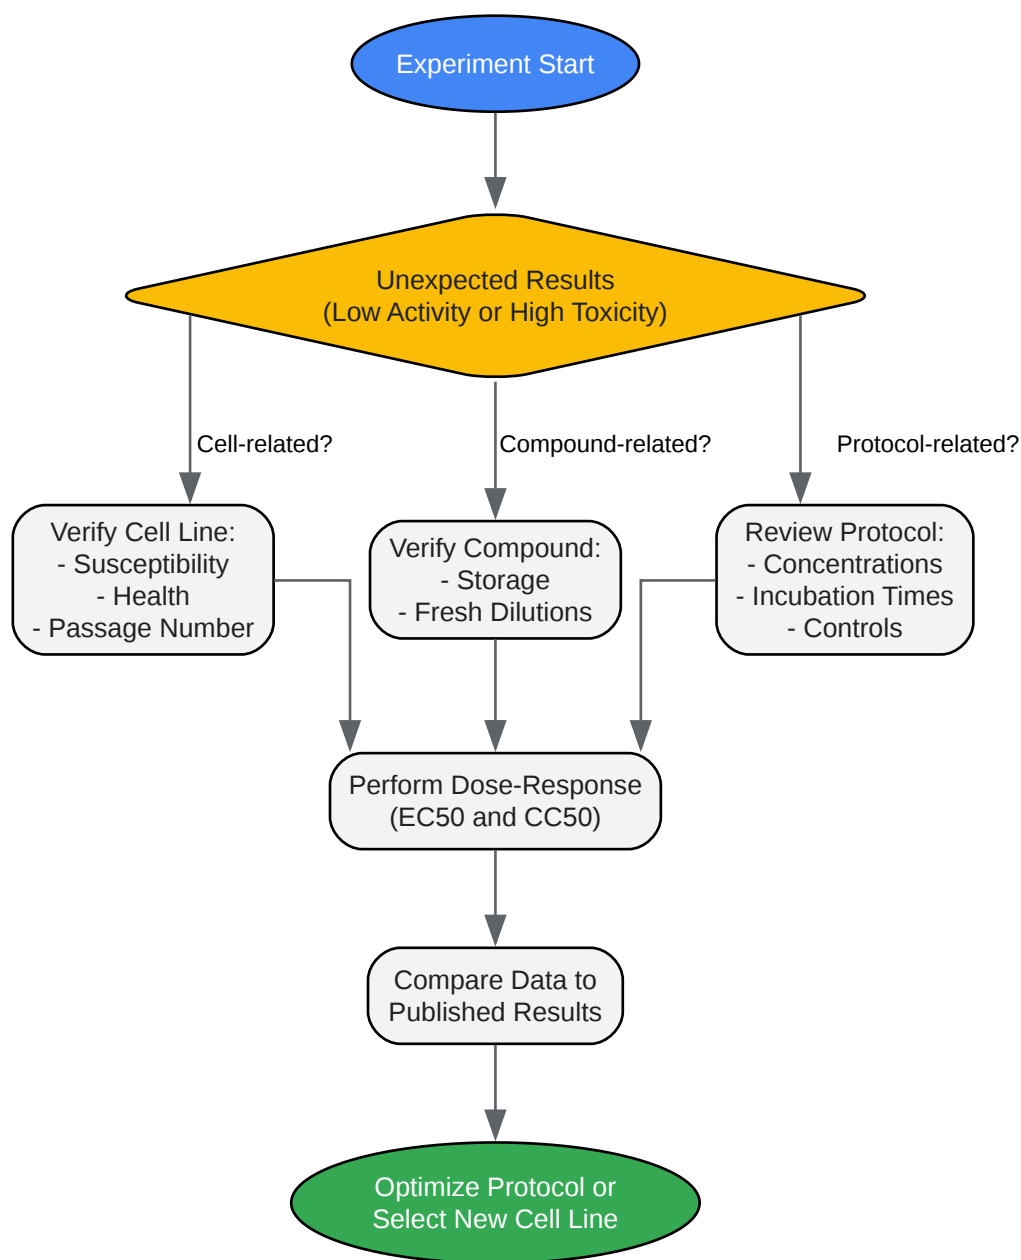 Experiment Start
Unexpected Results
(Low Activity or High Toxicity)
Cell-related?
Compound-related?
Protocol-related?
Verify Cell Line:
- Susceptibility
- Health
- Passage Number
Verify Compound:
- Storage
- Fresh Dilutions
Review Protocol:
- Concentrations
- Incubation Times
- Controls
Perform Dose-Response
(EC50 and CC50)
Compare Data to
Published Results
Optimize Protocol or
Select New Cell Line